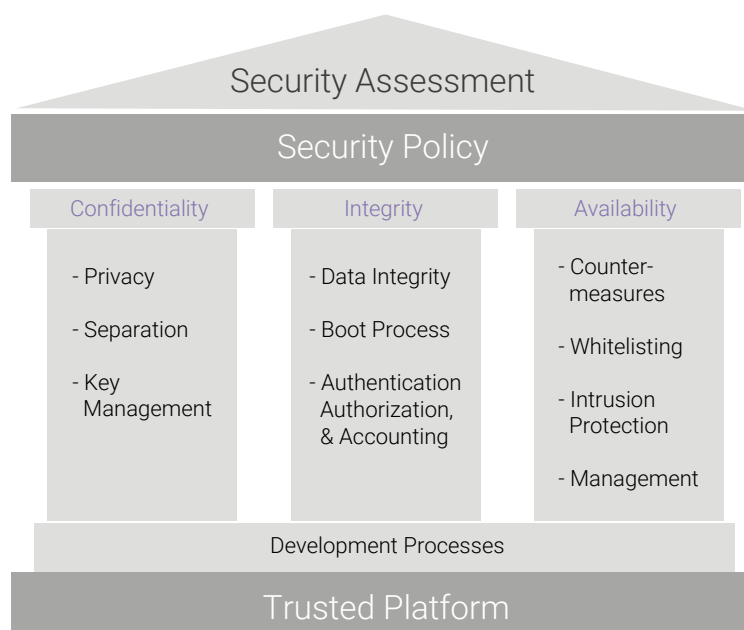 Security Assessment
Security Policy
Confidentiality
- Privacy
- Separation
- Key
Management
Integrity
- Data Integrity
- Boot Process
- Authentication
Authorization,
& Accounting
Availability
- Counter-
measures
- Whitelisting
- Intrusion
Protection
- Management
Development Processes
Trusted Platform